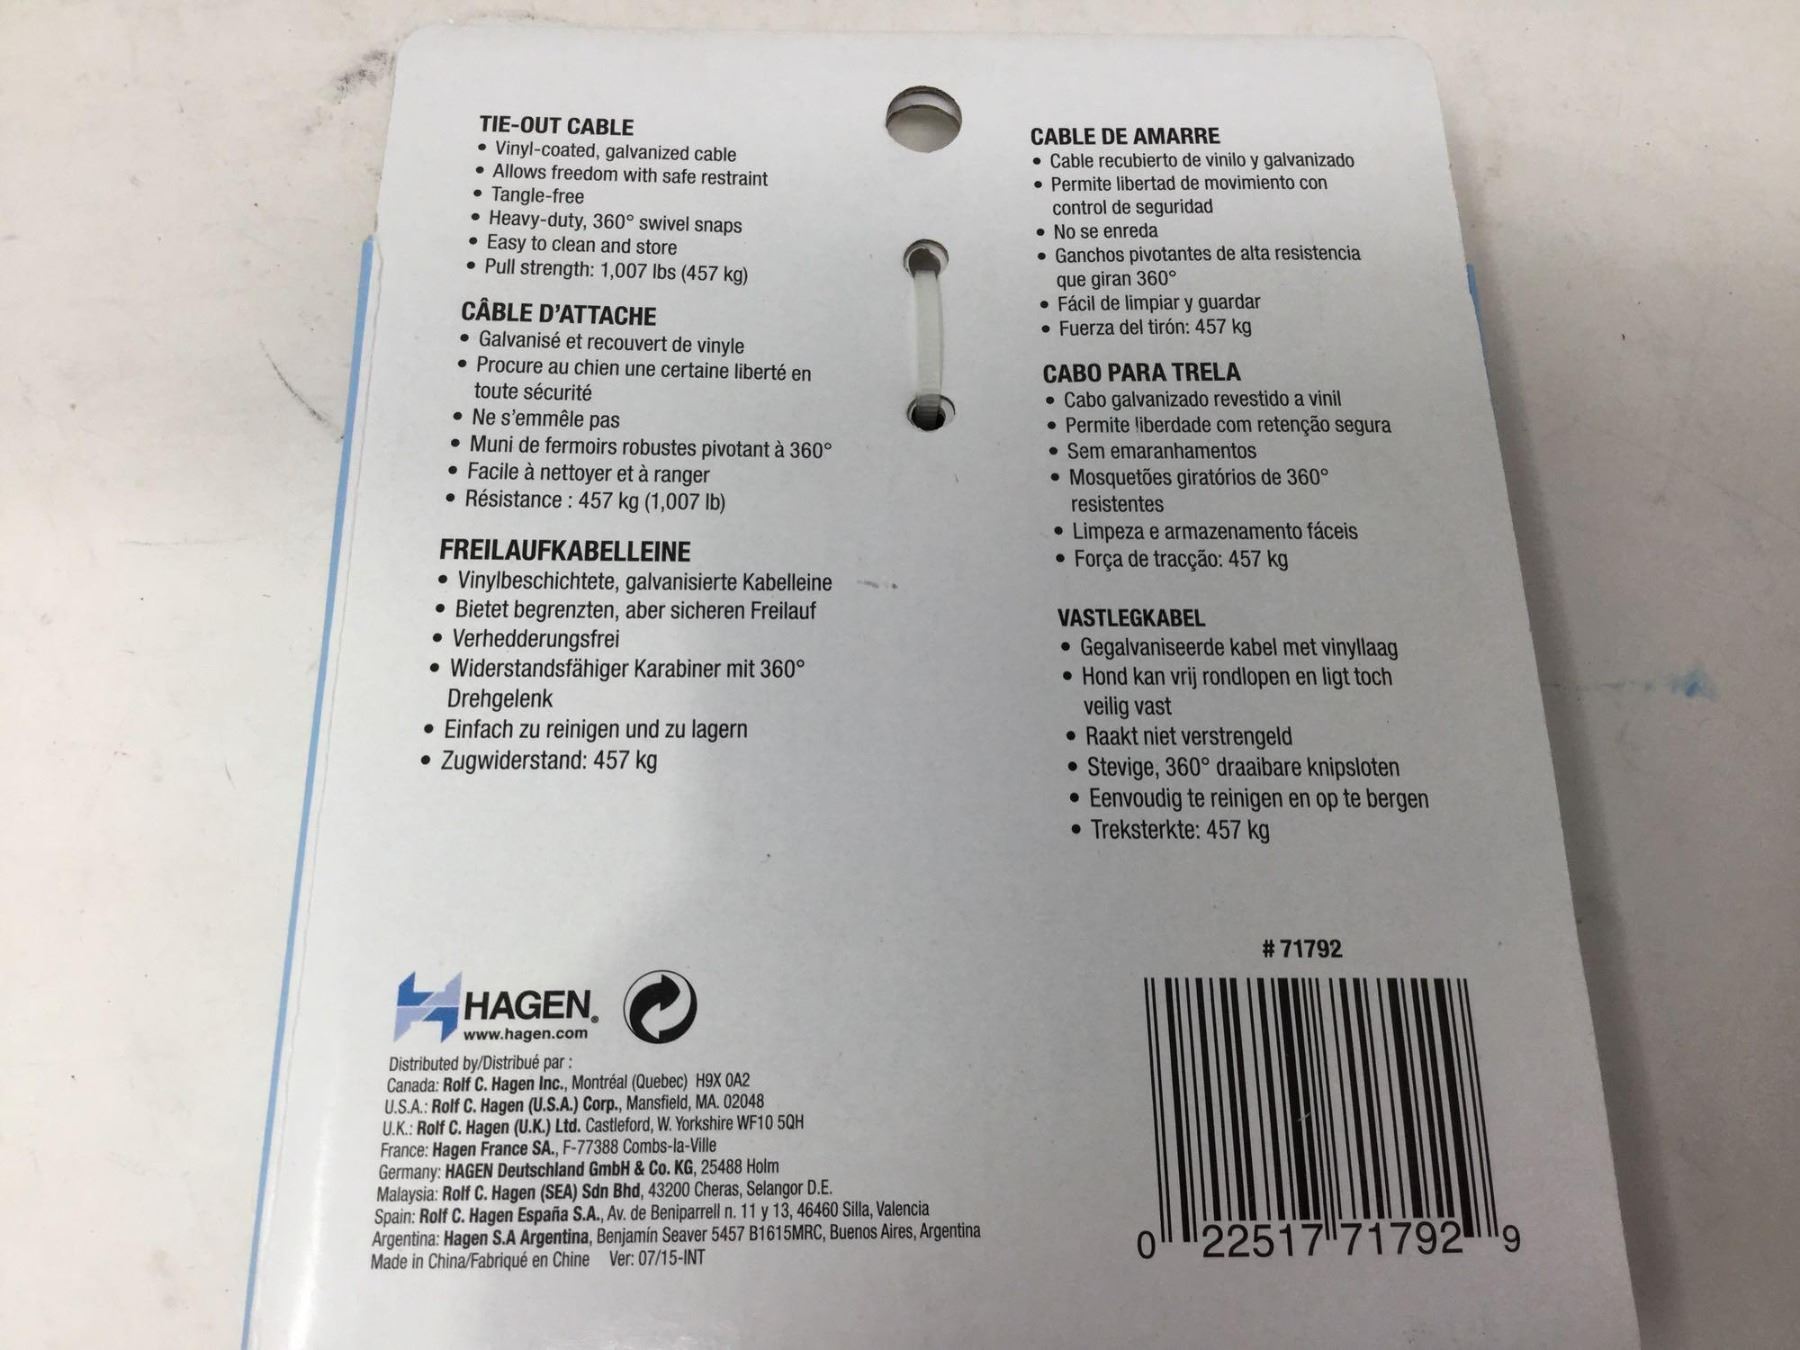 TIE-OUT CABLE
• Vinyl-coated, galvanized cable
• Allows freedom with safe restraint
• Tangle-free
• Heavy-duty, 360° swivel snaps
• Easy to clean and store
• Pull strength: 1,007 lbs (457 kg)
CÂBLE D'ATTACHE
• Galvanisé et recouvert de vinyle
• Procure au chien une certaine liberté en
toute sécurité
• Ne s'emmêle pas
• Muni de fermoirs robustes pivotant à 360°
• Facile à nettoyer et à ranger
• Résistance : 457 kg (1,007 lb)
FREILAUFKABELLEINE
• Vinylbeschichtete, galvanisierte Kabelleine
• Bietet begrenzten, aber sicheren Freilauf
• Verhedderungsfrei
• Widerstandsfähiger Karabiner mit 360°
Drehgelenk
• Einfach zu reinigen und zu lagern
• Zugwiderstand: 457 kg
CABLE DE AMARRE
• Cable recubierto de vinilo y galvanizado
• Permite libertad de movimiento con
control de seguridad
• No se enreda
• Ganchos pivotantes de alta resistencia
que giran 360°
• Fácil de limpiar y guardar
• Fuerza del tirón: 457 kg
CABO PARA TRELA
• Cabo galvanizado revestido a vinil
• Permite liberdade com retenção segura
• Sem emaranhamentos
• Mosquetões giratórios de 360°
resistentes
• Limpeza e armazenamento fáceis
• Força de tracção: 457 kg
VASTLEGKABEL
• Gegalvaniseerde kabel met vinyllaag
• Hond kan vrij rondlopen en ligt toch
veilig vast
• Raakt niet verstrengeld
• Stevige, 360° draaibare knipsloten
• Eenvoudig te reinigen en op te bergen
• Treksterkte: 457 kg
HAGEN®
www.hagen.com
Distributed by/Distribué par :
Canada: Rolf C. Hagen Inc., Montréal (Quebec) H9X 0A2
U.S.A.: Rolf C. Hagen (U.S.A.) Corp., Mansfield, MA. 02048
U.K.: Rolf C. Hagen (U.K.) Ltd. Castleford, W. Yorkshire WF10 5QH
France: Hagen France SA., F-77388 Combs-la-Ville
Germany: HAGEN Deutschland GmbH & Co. KG, 25488 Holm
Malaysia: Rolf C. Hagen (SEA) Sdn Bhd, 43200 Cheras, Selangor D.E.
Spain: Rolf C. Hagen España S.A., Av. de Beniparrell n. 11 y 13, 46460 Silla, Valencia
Argentina: Hagen S.A Argentina, Benjamín Seaver 5457 B1615MRC, Buenos Aires, Argentina
Made in China/Fabriqué en Chine Ver: 07/15-INT
# 71792
0 22517 71792 9